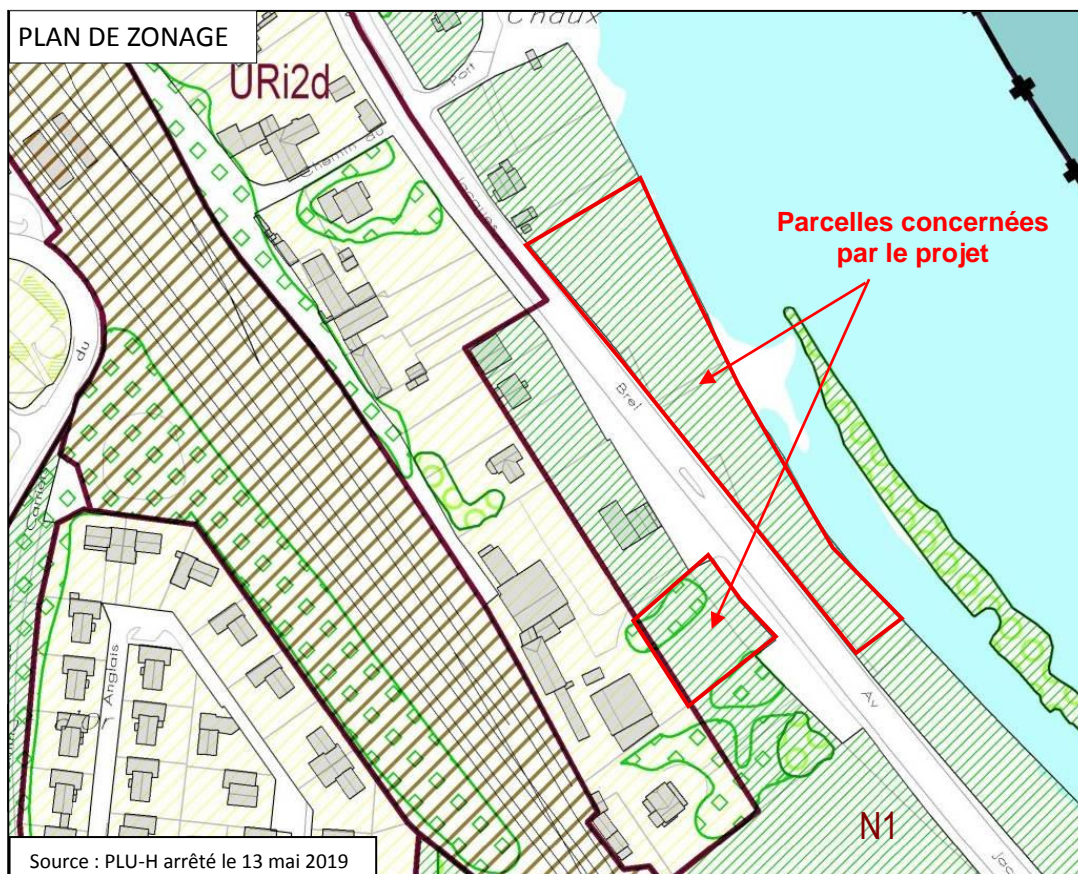 PLAN DE ZONAGE
Chaux
URi2d
Port
Chemin du
Jacques
Parcelles concernées
par le projet
du
Brel
Anglais
Av
N1
Source : PLU-H arrêté le 13 mai 2019